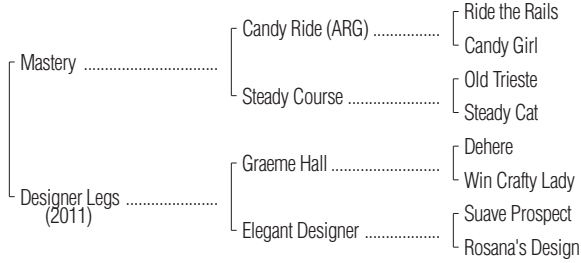 Ride the Rails
Candy Ride (ARG) ................
Candy Girl
Mastery ................................
Old Trieste
Steady Course ......................
Steady Cat
Dehere
Graeme Hall ..........................
Win Crafty Lady
Designer Legs ......................
(2011)
Suave Prospect
Elegant Designer ..................
Rosana's Design